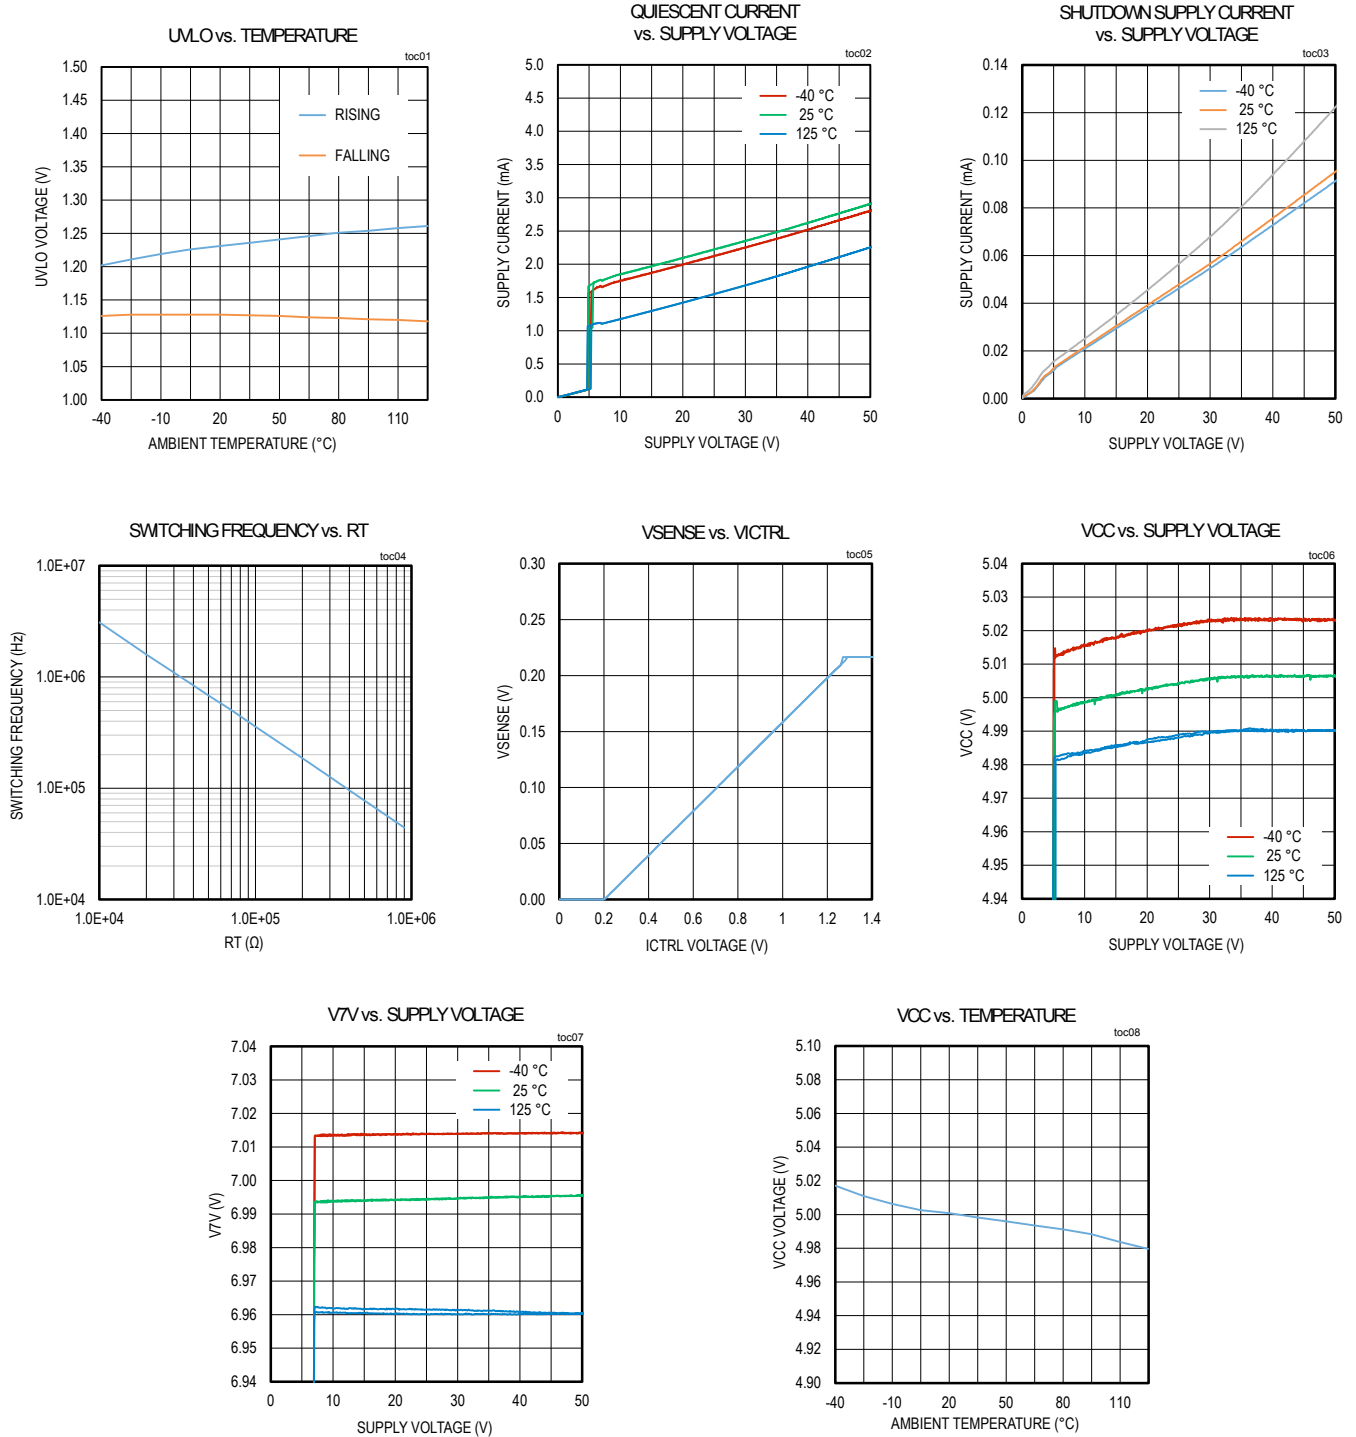 UVLO vs. TEMPERATURE
toc01
1.50
1.45
1.40
1.35
1.30
1.25
1.20
1.15
1.10
1.05
1.00
UVLO VOLTAGE (V)
RISING
FALLING
-40 -10 20 50 80 110
AMBIENT TEMPERATURE (°C)
QUIESCENT CURRENT
vs. SUPPLY VOLTAGE
toc02
5.0
4.5
4.0
3.5
3.0
2.5
2.0
1.5
1.0
0.5
0.0
SUPPLY CURRENT (mA)
-40 °C
25 °C
125 °C
0 10 20 30 40 50
SUPPLY VOLTAGE (V)
SHUTDOWN SUPPLY CURRENT
vs. SUPPLY VOLTAGE
toc03
0.14
0.12
0.10
0.08
0.06
0.04
0.02
0.00
SUPPLY CURRENT (mA)
-40 °C
25 °C
125 °C
0 10 20 30 40 50
SUPPLY VOLTAGE (V)
SWITCHING FREQUENCY vs. RT
toc04
1.0E+07
1.0E+06
1.0E+05
1.0E+04
SWITCHING FREQUENCY (Hz)
1.0E+04 1.0E+05 1.0E+06
RT (Ω)
VSENSE vs. VICTRL
toc05
0.30
0.25
0.20
0.15
0.10
0.05
0.00
VSENSE (V)
0 0.2 0.4 0.6 0.8 1 1.2 1.4
ICTRL VOLTAGE (V)
VCC vs. SUPPLY VOLTAGE
toc06
5.04
5.03
5.02
5.01
5.00
4.99
4.98
4.97
4.96
4.95
4.94
VCC (V)
-40 °C
25 °C
125 °C
0 10 20 30 40 50
SUPPLY VOLTAGE (V)
V7V vs. SUPPLY VOLTAGE
toc07
7.04
7.03
7.02
7.01
7.00
6.99
6.98
6.97
6.96
6.95
6.94
V7V (V)
-40 °C
25 °C
125 °C
0 10 20 30 40 50
SUPPLY VOLTAGE (V)
VCC vs. TEMPERATURE
toc08
5.10
5.08
5.06
5.04
5.02
5.00
4.98
4.96
4.94
4.92
4.90
VCC VOLTAGE (V)
-40 -10 20 50 80 110
AMBIENT TEMPERATURE (°C)